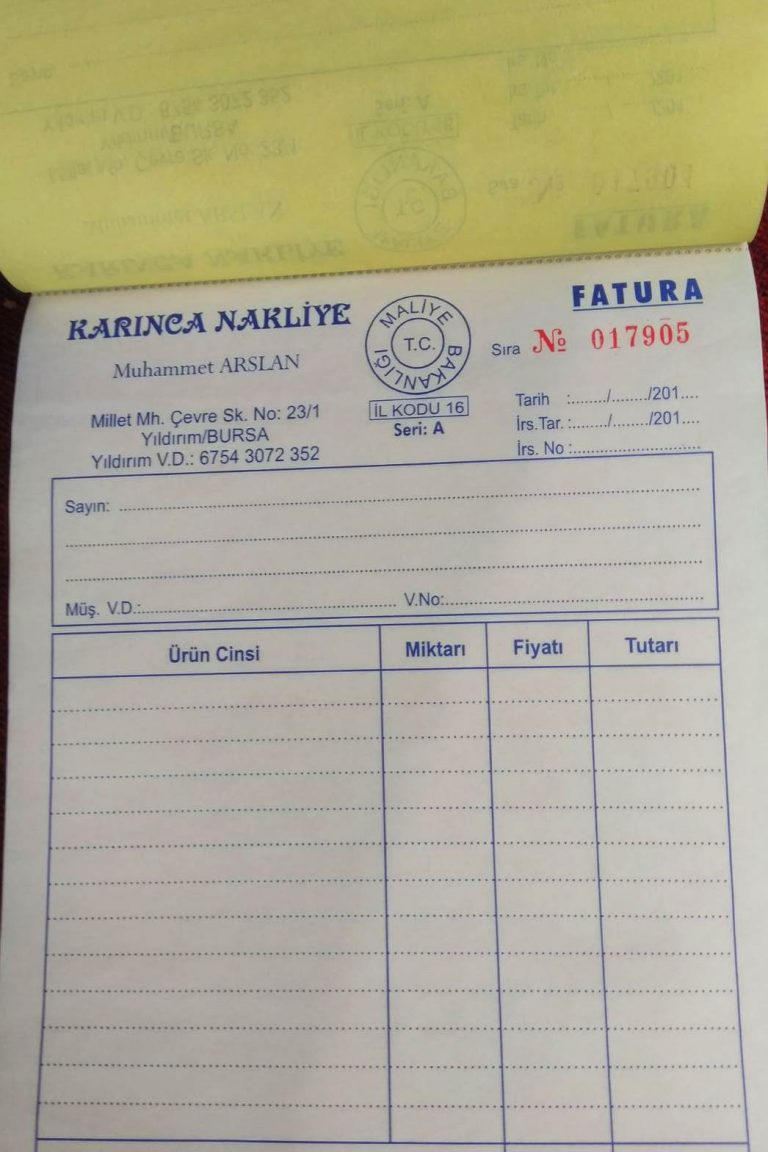 KARINCA NAKLİYE
Muhammet ARSLAN
Millet Mh. Çevre Sk. No: 23/1
Yıldırım/BURSA
Yıldırım V.D.: 6754 3072 352
MALİYE BAKANLIĞI
T.C.
İL KODU 16
Seri: A
FATURA
Sıra № 017905
Tarih :......../......../201....
İrs.Tar. :......../......../201....
İrs. No :............................
Sayın: ....................................................
Müş. V.D.:.................................................... V.No:....................................................
Ürün Cinsi Miktarı Fiyatı Tutarı